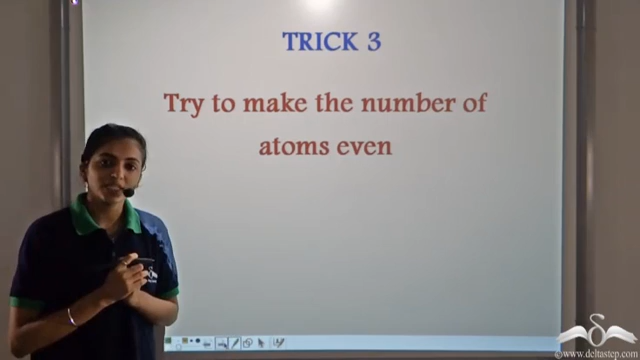 TRICK 3
Try to make the number of
atoms even
©www.deltastep.com